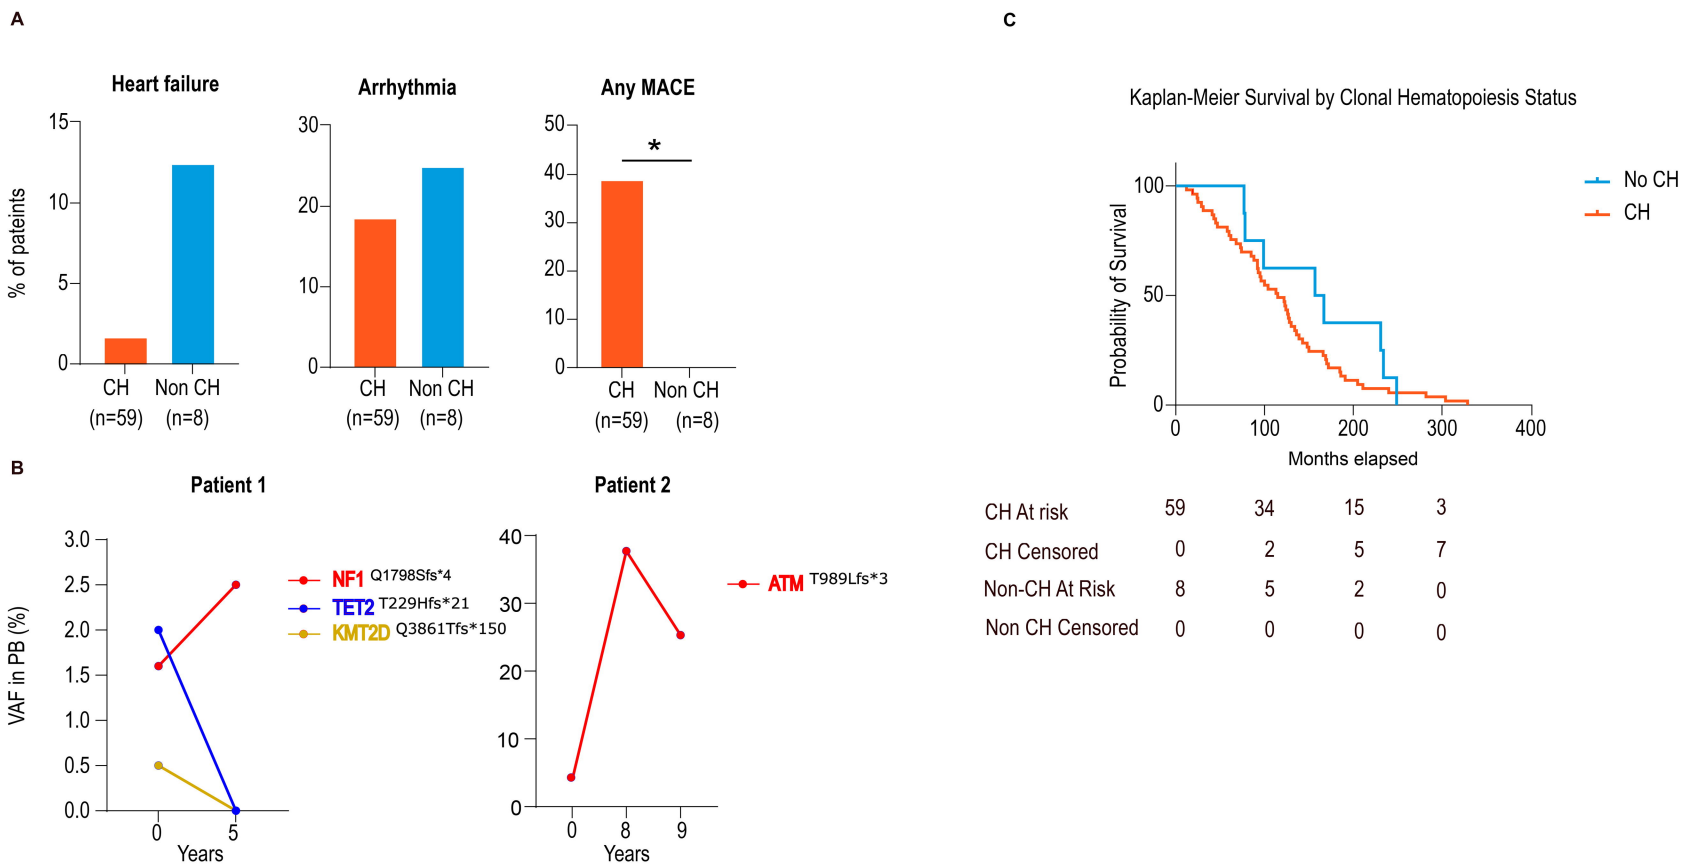 A
Heart failure
% of pateints
15
10
5
0
CH
Non CH
(n=59)
(n=8)
Arrhythmia
30
20
10
0
CH
Non CH
(n=59)
(n=8)
Any MACE
50
40
30
20
10
0
*
CH
Non CH
(n=59)
(n=8)
B
Patient 1
VAF in PB (%)
3.0
2.5
2.0
1.5
1.0
0.5
0.0
0
5
Years
NF1 Q1798Sfs*4
TET2 T229Hfs*21
KMT2D Q3861Tfs*150
Patient 2
40
30
20
10
0
0
8
9
Years
ATM T989Lfs*3
C
Kaplan-Meier Survival by Clonal Hematopoiesis Status
Probability of Survival
100
50
0
0
100
200
300
400
Months elapsed
No CH
CH
CH At risk 59 34 15 3
CH Censored 0 2 5 7
Non-CH At Risk 8 5 2 0
Non CH Censored 0 0 0 0